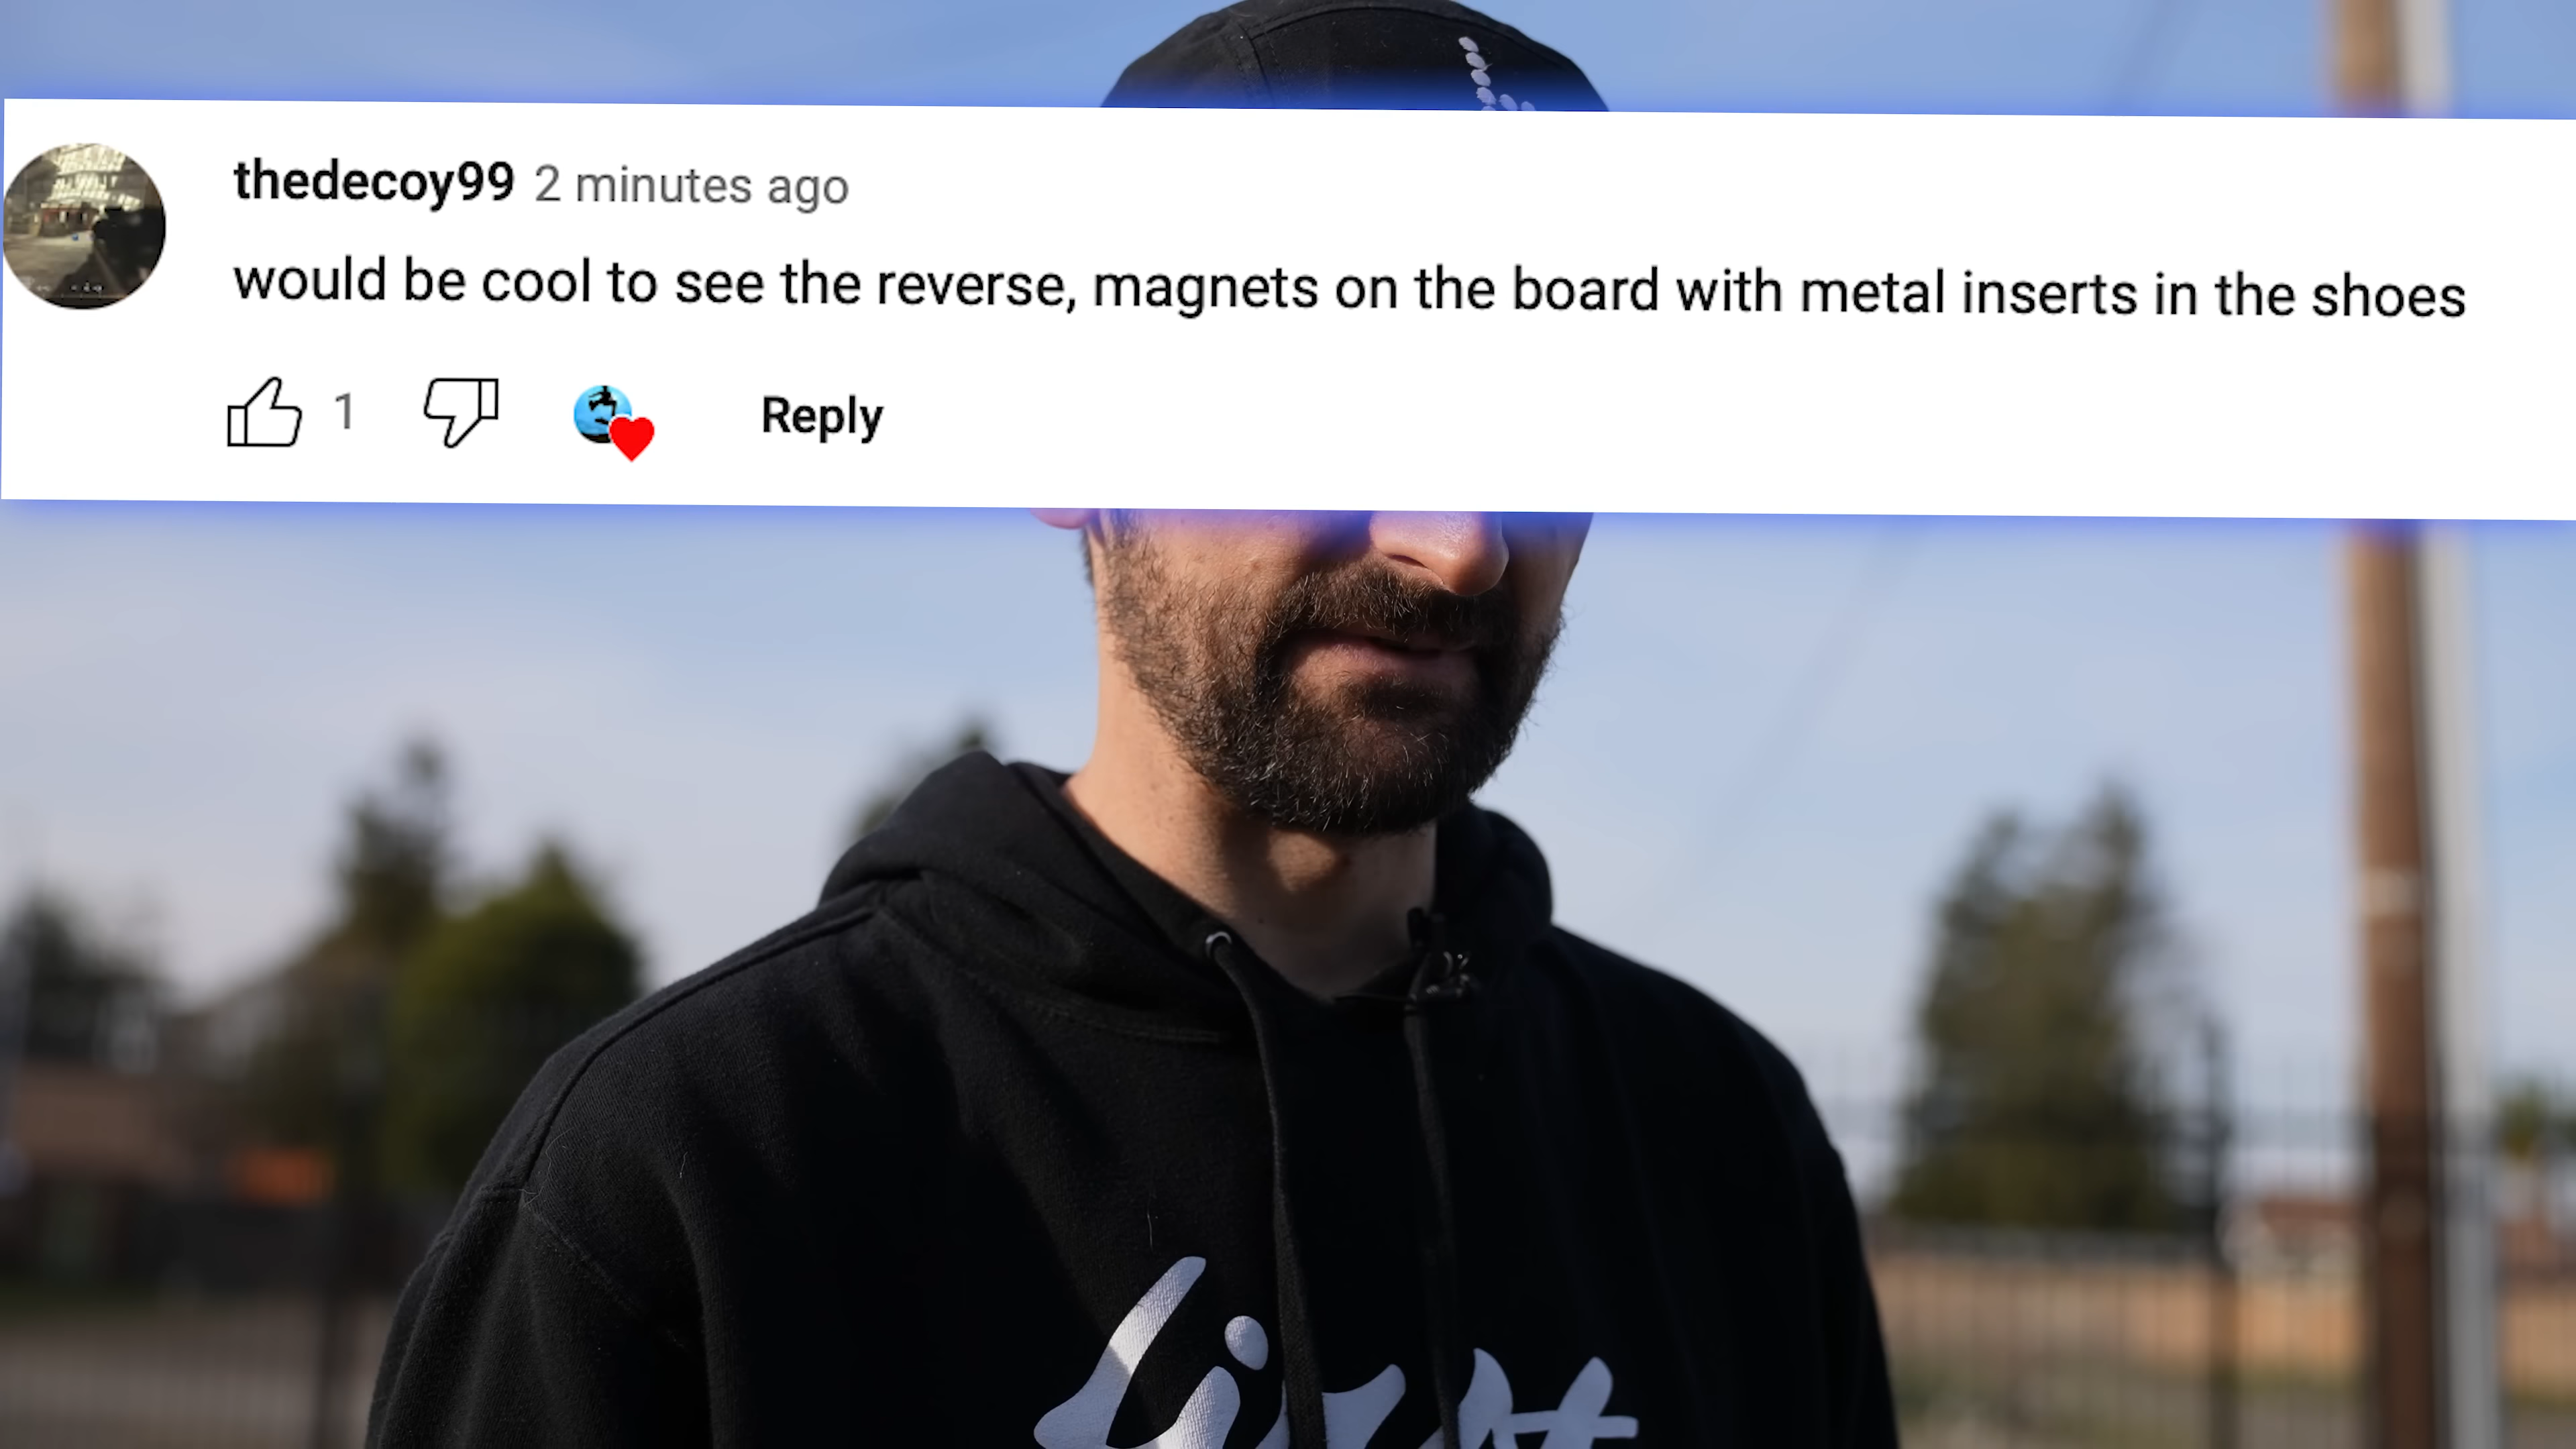 thedecoy99 2 minutes ago
would be cool to see the reverse, magnets on the board with metal inserts in the shoes
1 Reply